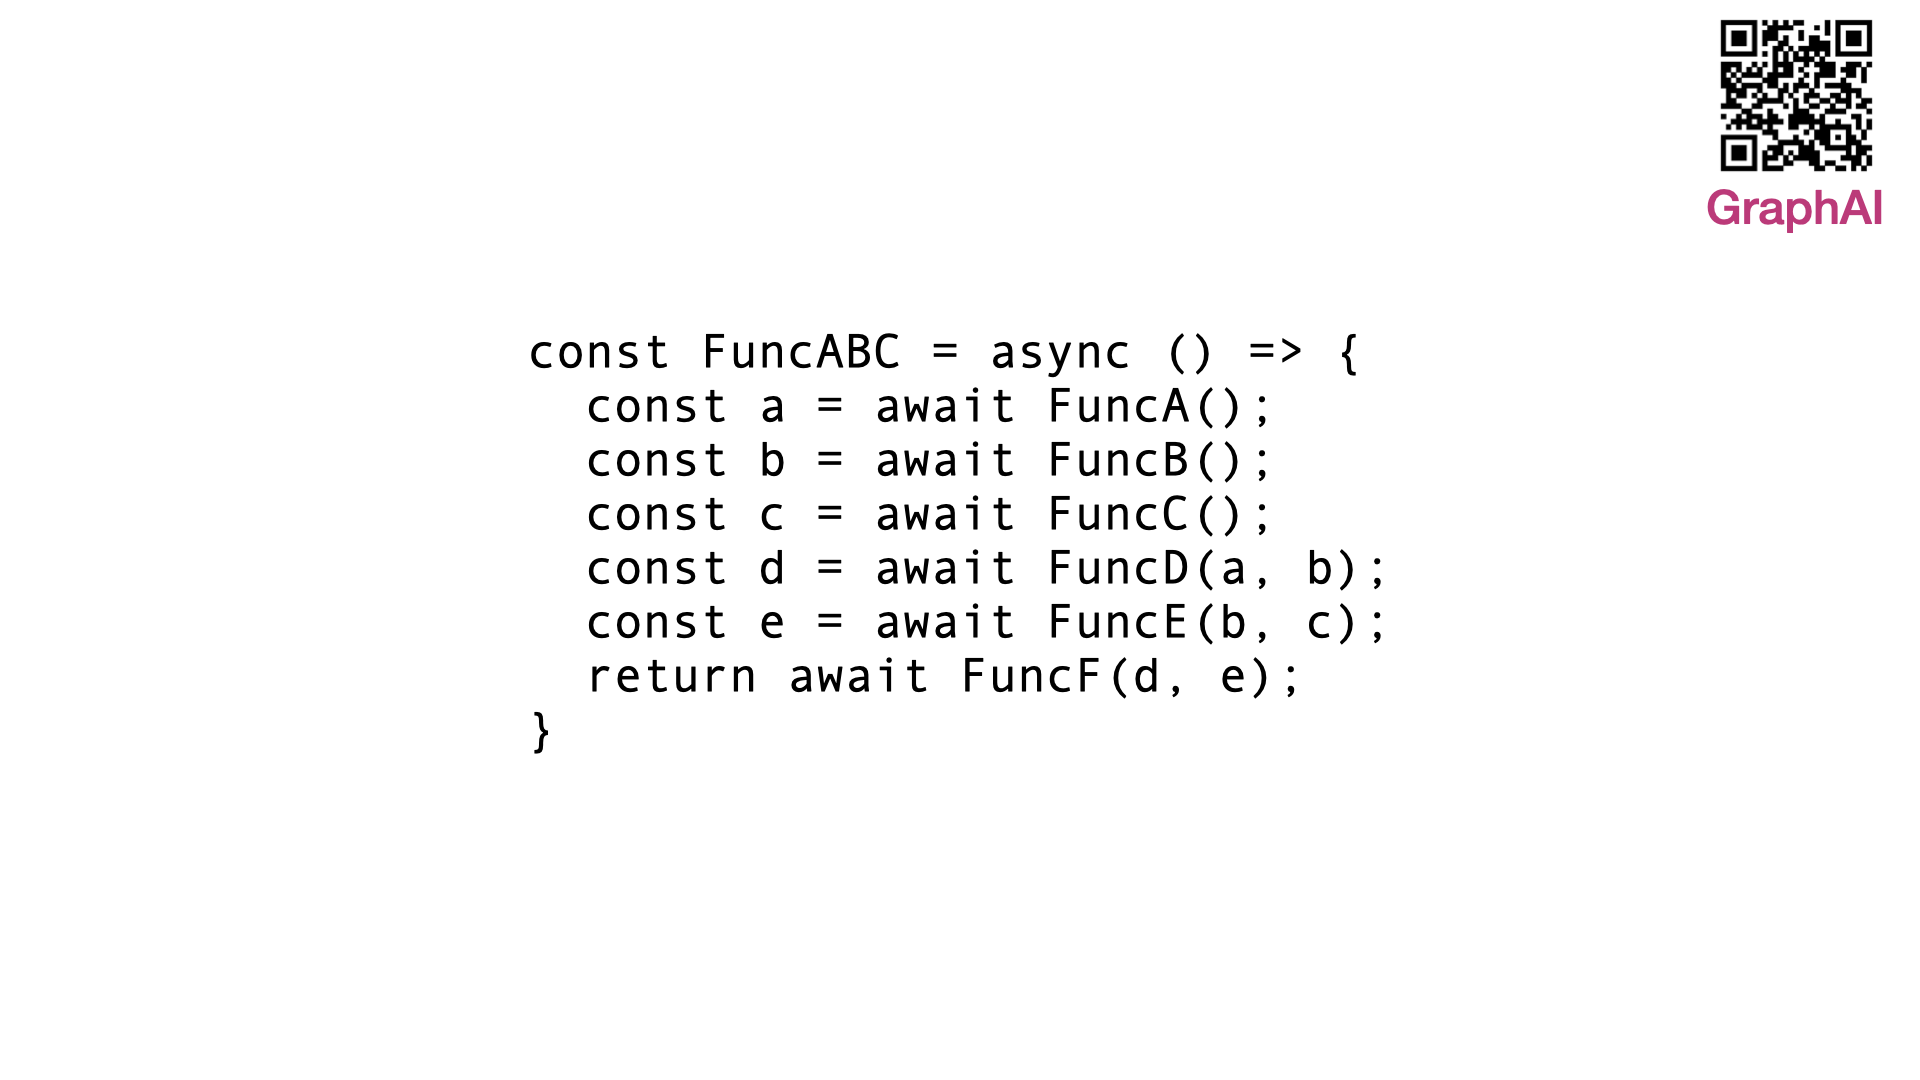 GraphAI
const FuncABC = async () => {
  const a = await FuncA();
  const b = await FuncB();
  const c = await FuncC();
  const d = await FuncD(a, b);
  const e = await FuncE(b, c);
  return await FuncF(d, e);
}